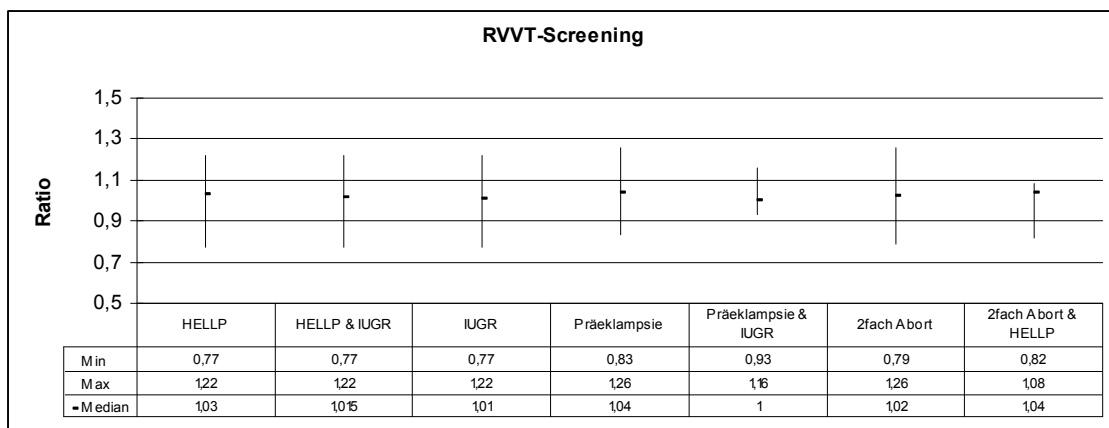 RVVT-Screening
1,5
1,3
1,1
0,9
0,7
0,5
Ratio
HELLP HELLP & IUGR IUGR Präeklampsie Präeklampsie & IUGR 2fach Abort 2fach Abort & HELLP
Min 0,77 0,77 0,77 0,83 0,93 0,79 0,82
Max 1,22 1,22 1,22 1,26 1,16 1,26 1,08
Median 1,03 1,015 1,01 1,04 1 1,02 1,04